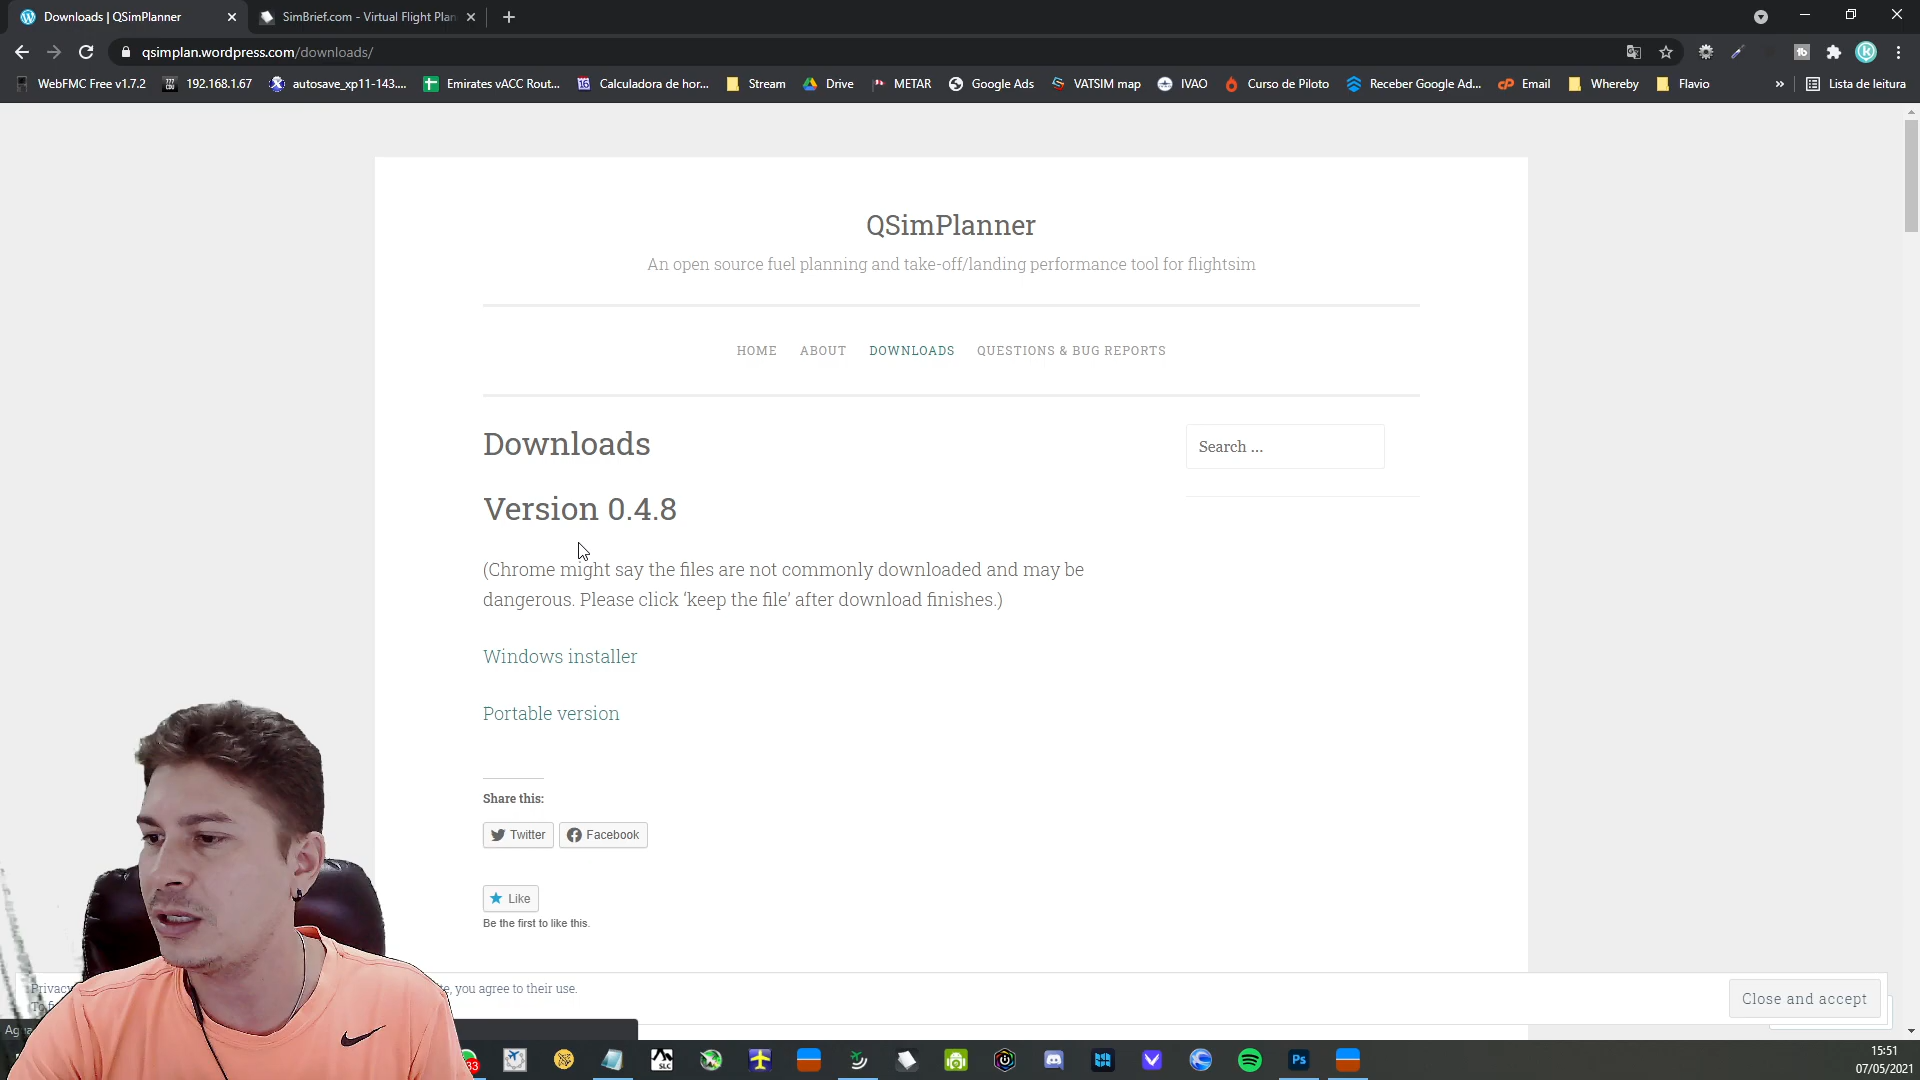 Downloads | QSimPlanner
SimBrief.com - Virtual Flight Plan
qsimplan.wordpress.com/downloads/
WebFMC Free v1.7.2
192.168.1.67
autosave_xp11-143....
Emirates vACC Rout...
Calculadora de hor...
Stream
Drive
METAR
Google Ads
VATSIM map
IVAO
Curso de Piloto
Receber Google Ad...
Email
Whereby
Flavio
»
Lista de leitura
QSimPlanner
An open source fuel planning and take-off/landing performance tool for flightsim
HOME
ABOUT
DOWNLOADS
QUESTIONS & BUG REPORTS
Downloads
Search ...
Version 0.4.8
(Chrome might say the files are not commonly downloaded and may be
dangerous. Please click ‘keep the file’ after download finishes.)
Windows installer
Portable version
Share this:
Twitter
Facebook
Like
Be the first to like this.
Privacy
, you agree to their use.
Close and accept
33
SLC
Ps
15:51
07/05/2021